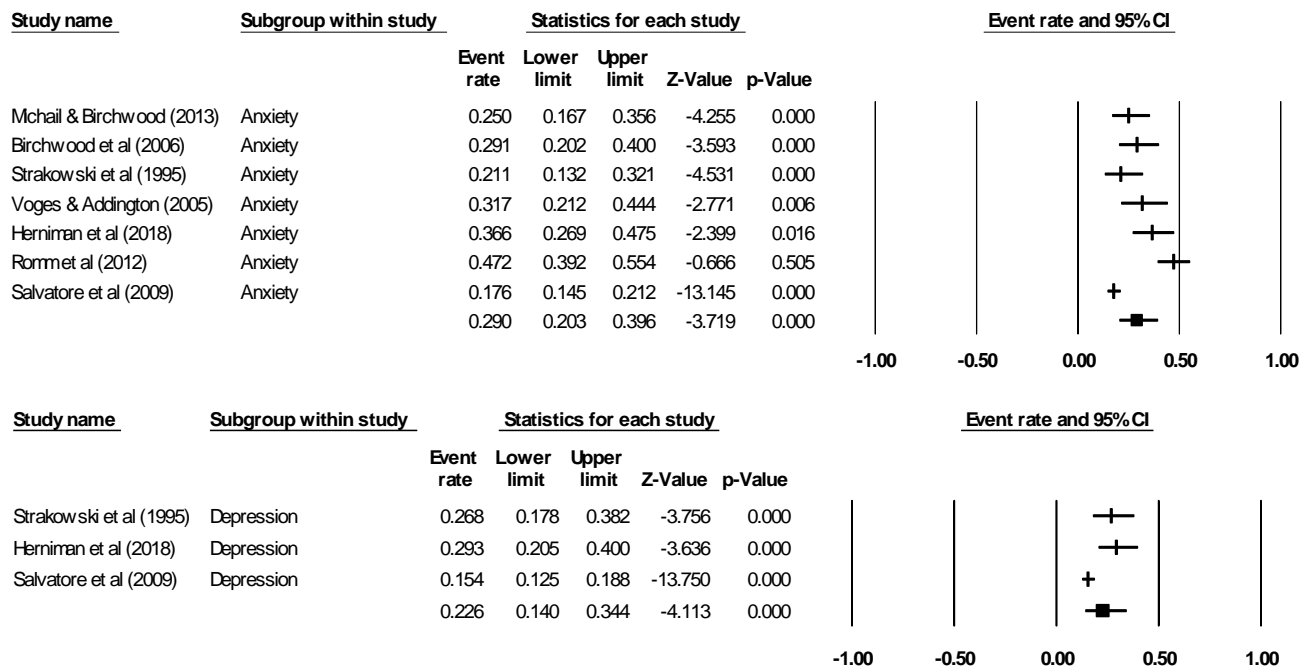 Study name Subgroup within study Statistics for each study Event rate and 95% CI
Event Lower Upper
rate limit limit Z-Value p-Value
Mchail & Birchwood (2013) Anxiety 0.250 0.167 0.356 -4.255 0.000
Birchwood et al (2006) Anxiety 0.291 0.202 0.400 -3.593 0.000
Strakowski et al (1995) Anxiety 0.211 0.132 0.321 -4.531 0.000
Voges & Addington (2005) Anxiety 0.317 0.212 0.444 -2.771 0.006
Herniman et al (2018) Anxiety 0.366 0.269 0.475 -2.399 0.016
Romm et al (2012) Anxiety 0.472 0.392 0.554 -0.666 0.505
Salvatore et al (2009) Anxiety 0.176 0.145 0.212 -13.145 0.000
0.290 0.203 0.396 -3.719 0.000
-1.00 -0.50 0.00 0.50 1.00
Study name Subgroup within study Statistics for each study Event rate and 95% CI
Event Lower Upper
rate limit limit Z-Value p-Value
Strakowski et al (1995) Depression 0.268 0.178 0.382 -3.756 0.000
Herniman et al (2018) Depression 0.293 0.205 0.400 -3.636 0.000
Salvatore et al (2009) Depression 0.154 0.125 0.188 -13.750 0.000
0.226 0.140 0.344 -4.113 0.000
-1.00 -0.50 0.00 0.50 1.00